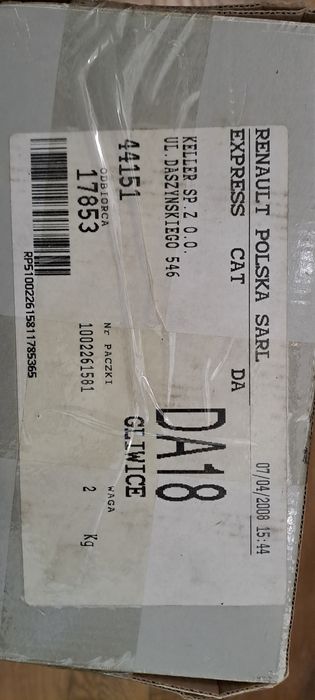 RENAULT POLSKA SARL 07/04/2008 15:44
EXPRESS CAT DA
KELLER SP.Z O.O.
UL.DASZYNSKIEGO 546
DA18
44151 GLIWICE
ODBIORCA Nr PACZKI WAGA
17853 1002261581 2 Kg
RP51002261581178536S